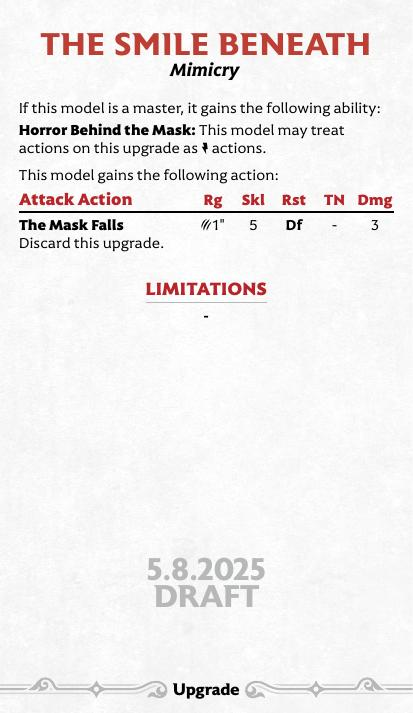 THE SMILE BENEATH
Mimicry
If this model is a master, it gains the following ability:
Horror Behind the Mask: This model may treat
actions on this upgrade as actions.
This model gains the following action:
Attack Action Rg Skl Rst TN Dmg
The Mask Falls 1" 5 Df - 3
Discard this upgrade.
LIMITATIONS
-
5.8.2025
DRAFT
Upgrade